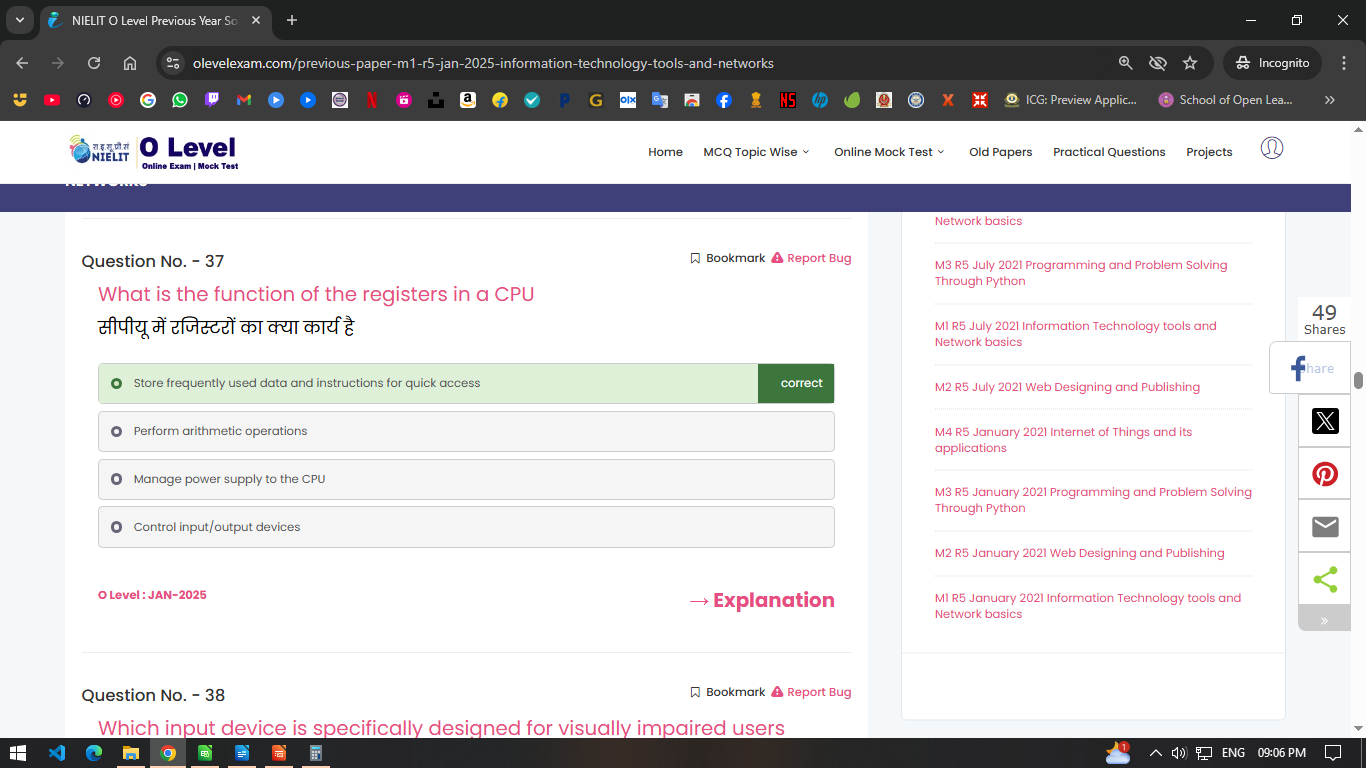 NIELIT O Level Previous Year So
olevelexam.com/previous-paper-m1-r5-jan-2025-information-technology-tools-and-networks
Incognito
ICG: Preview Applic...
School of Open Lea...
NIELIT
O Level
Online Exam | Mock Test
Home
MCQ Topic Wise
Online Mock Test
Old Papers
Practical Questions
Projects
NETWORKS
Question No. - 37
Bookmark
Report Bug
What is the function of the registers in a CPU
सीपीयू में रजिस्टरों का क्या कार्य है
Store frequently used data and instructions for quick access
correct
Perform arithmetic operations
Manage power supply to the CPU
Control input/output devices
O Level : JAN-2025
→ Explanation
Question No. - 38
Bookmark
Report Bug
Which input device is specifically designed for visually impaired users
Network basics
M3 R5 July 2021 Programming and Problem Solving
Through Python
M1 R5 July 2021 Information Technology tools and
Network basics
M2 R5 July 2021 Web Designing and Publishing
M4 R5 January 2021 Internet of Things and its
applications
M3 R5 January 2021 Programming and Problem Solving
Through Python
M2 R5 January 2021 Web Designing and Publishing
M1 R5 January 2021 Information Technology tools and
Network basics
49
Shares
Share
ENG
09:06 PM